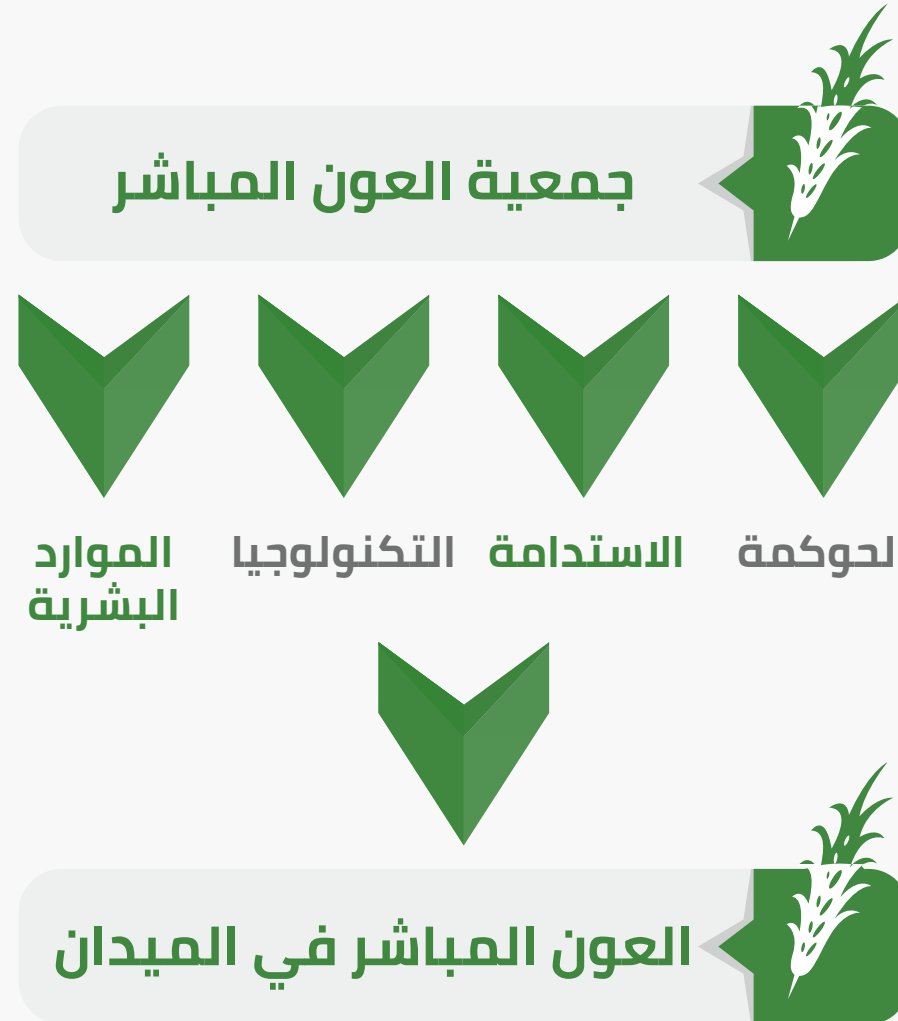 جمعية العون المباشر
لحوكمة
الاستدامة
التكنولوجيا
الموارد
البشرية
العون المباشر في الميدان